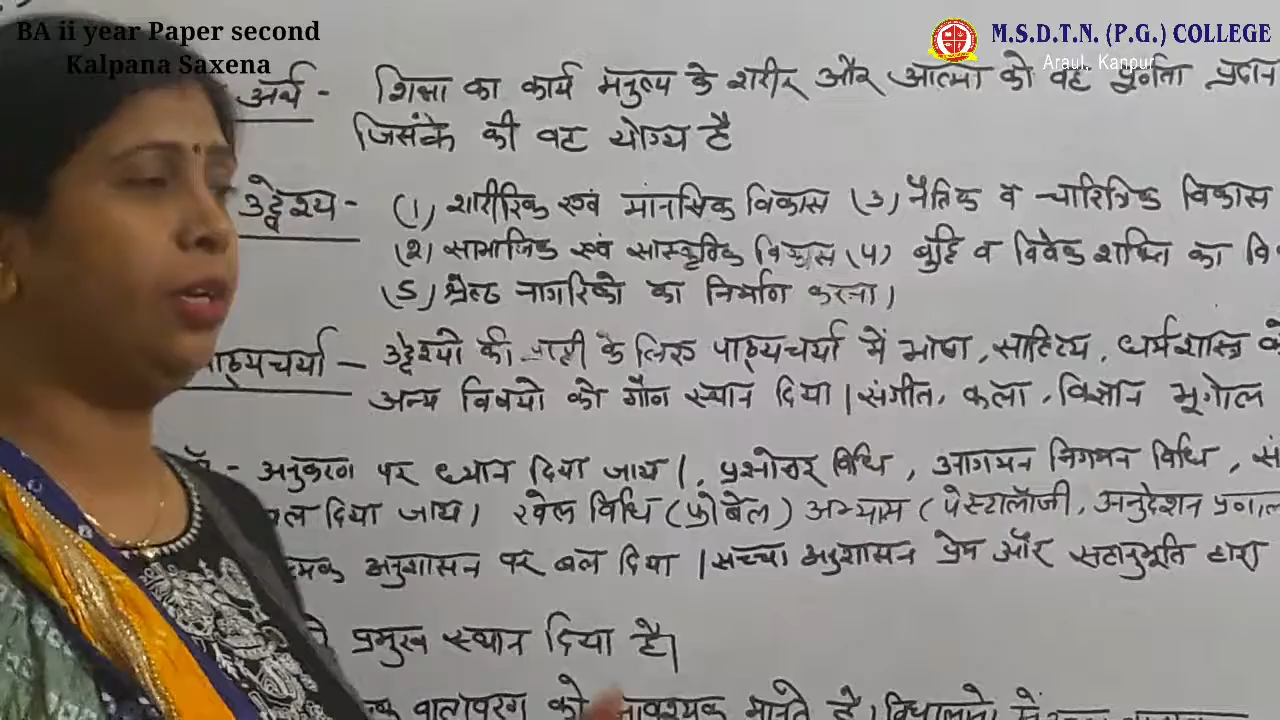 BA ii year Paper second
Kalpana Saxena
M.S.D.T.N. (P.G.) COLLEGE
Araul, Kanpur
अर्थ - शिक्षा का कार्य मनुष्य के शरीर और आत्मा को वह पूर्णता प्रदान
जिसके की वह योग्य है
उद्देश्य - (1) शारीरिक एवं मांनसिक विकास (3) नैतिक व चारित्रिक विकास
(2) सामाजिक एवं सास्कृतिक विकास (4) बुद्दि व विवेक शक्ति का वि
(5) श्रेष्ठ नागरिको का निर्माण करना।
पाठ्यचर्या - उद्देश्यो की प्राप्ती के लिए पाठ्यचर्या में भाषा, साहित्य, धर्मशास्त्र के
अन्य विषयो को गौण स्थान दिया। संगीत, कला, विज्ञान भूगोल
- अनुकरण पर ध्यान दिया जाय। प्रश्नोत्तर विधि, आगमन निगमन विधि,
दिया जाय। खेल विधि (फ्रोबेल) अभ्यास (पेस्टालॉजी, अनुदेशन
अनुशासन पर बल दिया। सच्चा अनुशासन प्रेम और सहानुभूति द्वारा
प्रमुख स्थान दिया है।
वातावरण को आवश्यक मानते है। विद्यालयो में